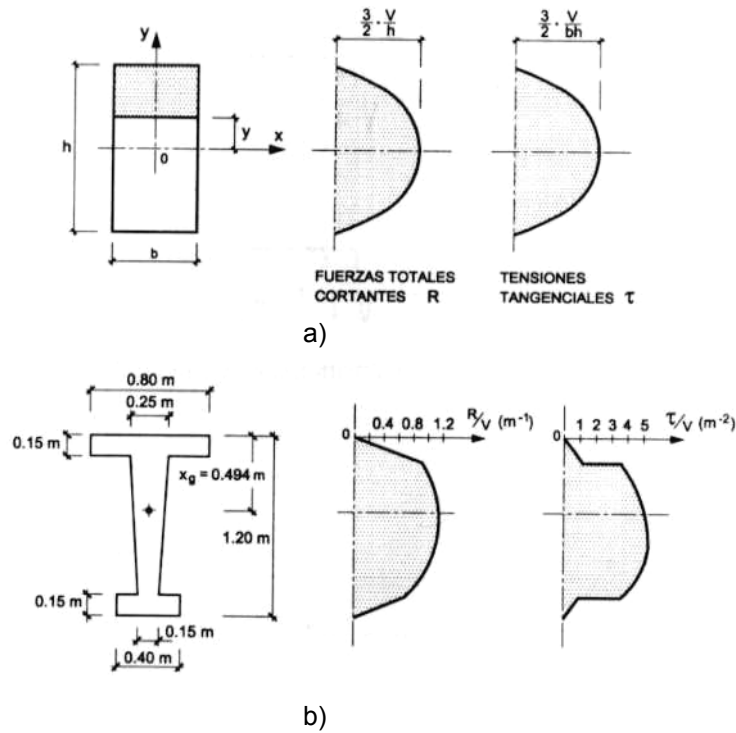 y
3/2 · V/h
3/2 · V/bh
h
y
x
0
b
FUERZAS TOTALES
CORTANTES R
TENSIONES
TANGENCIALES τ
a)
0.80 m
0.25 m
0.15 m
x_g = 0.494 m
1.20 m
0.15 m
0.15 m
0.40 m
0
0.4 0.8 1.2
R/V (m⁻¹)
0
1 2 3 4 5
τ/V (m⁻²)
b)